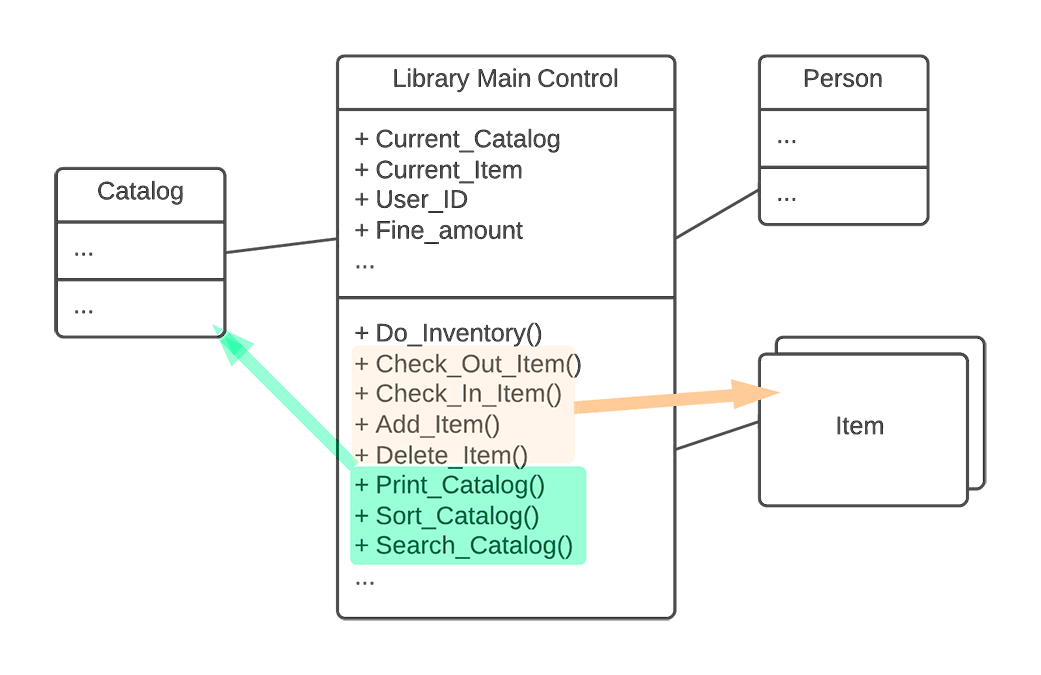 Library Main Control
+ Current_Catalog
+ Current_Item
+ User_ID
+ Fine_amount
...
+ Do_Inventory()
+ Check_Out_Item()
+ Check_In_Item()
+ Add_Item()
+ Delete_Item()
+ Print_Catalog()
+ Sort_Catalog()
+ Search_Catalog()
...
Catalog
...
...
Person
...
...
Item